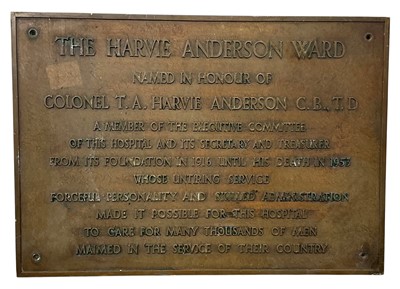 THE HARVIE ANDERSON WARD
NAMED IN HONOUR OF
COLONEL T. A. HARVIE ANDERSON C.B., T.D
A MEMBER OF THE EXECUTIVE COMMITTEE
OF THIS HOSPITAL AND ITS SECRETARY AND TREASURER
FROM ITS FOUNDATION IN 1916 UNTIL HIS DEATH IN
WHOSE UNTIRING SERVICE
FORCEFUL PERSONALITY AND SKILLED ADMINISTRATION
MADE IT POSSIBLE FOR THIS HOSPITAL
TO CARE FOR MANY THOUSANDS OF MEN
MAIMED IN THE SERVICE OF THEIR COUNTRY